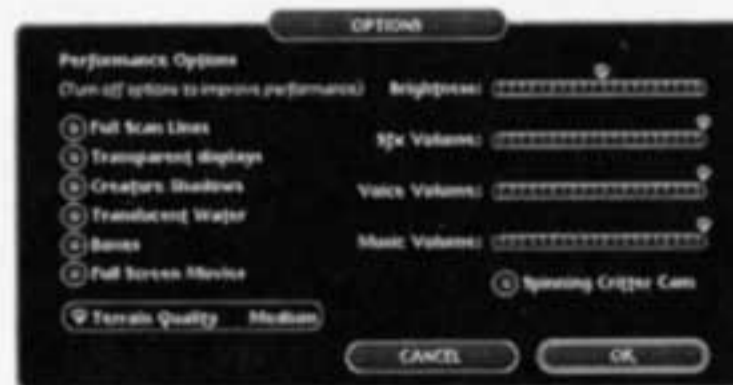 OPTIONS
Performance Options
(Turn off options to improve performance)
Full Scan Lines
Transparent displays
Creature Shadows
Translucent Water
Bones
Full Screen Movies
Terrain Quality Medium
Brightness:
Sfx Volume:
Voice Volume:
Music Volume:
Spinning Critter Cam
CANCEL
OK